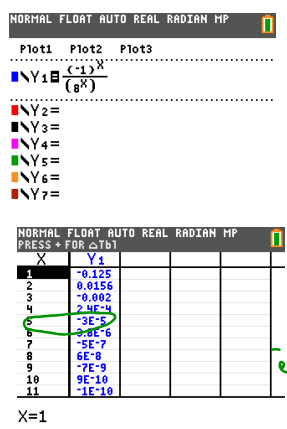 NORMAL FLOAT AUTO REAL RADIAN MP
Plot1 Plot2 Plot3
\Y1=(-1)^X/(8^X)
\Y2=
\Y3=
\Y4=
\Y5=
\Y6=
\Y7=
NORMAL FLOAT AUTO REAL RADIAN MP
PRESS + FOR △Tbl
X Y1
1 -0.125
2 0.0156
3 -0.002
4 2.4E-4
5 -3E-5
6 3.8E-6
7 -5E-7
8 6E-8
9 -7E-9
10 9E-10
11 -1E-10
X=1